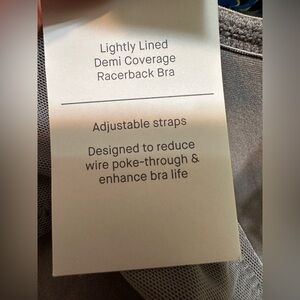 Lightly Lined
Demi Coverage
Racerback Bra
Adjustable straps
Designed to reduce
wire poke-through &
enhance bra life